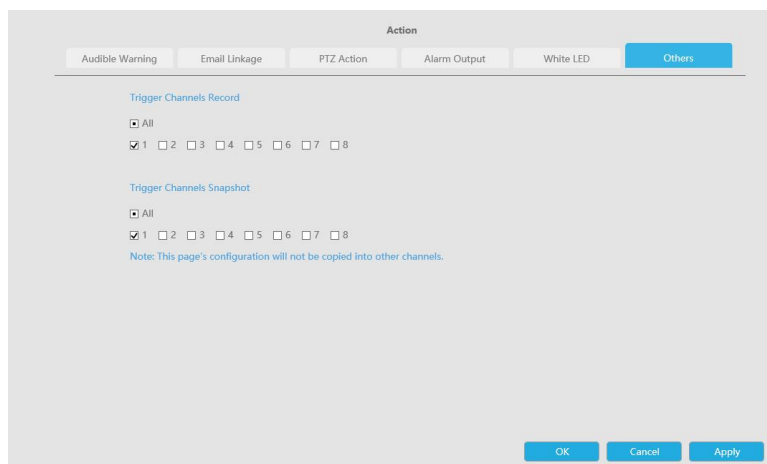 Action
Audible Warning Email Linkage PTZ Action Alarm Output White LED Others
Trigger Channels Record
All
1 2 3 4 5 6 7 8
Trigger Channels Snapshot
All
1 2 3 4 5 6 7 8
Note: This page's configuration will not be copied into other channels.
OK Cancel Apply